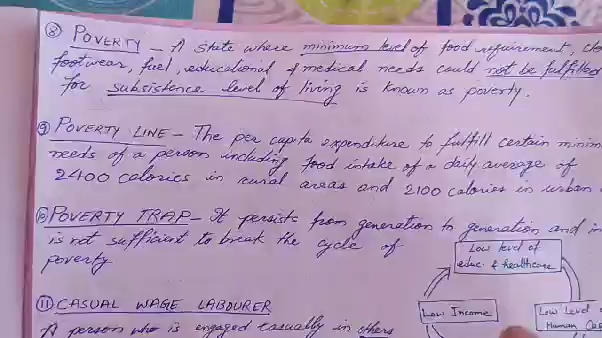 ⑧ POVERTY – A state where minimum level of food requirement,
footwear, fuel, educational & medical needs could not be fulfilled
for subsistence level of living is known as poverty.
⑨ POVERTY LINE – The per capita expenditure to fulfill certain
needs of a person including food intake of a daily average of
2400 calories in rural areas and 2100 calories in urban
⑩ POVERTY TRAP – It persists from generation to generation and
is not sufficient to break the cycle of
poverty
Low level of
educ. & healthcare
⑪ CASUAL WAGE LABOURER
Low Income
Low Level
Human
A person who is engaged casually in others